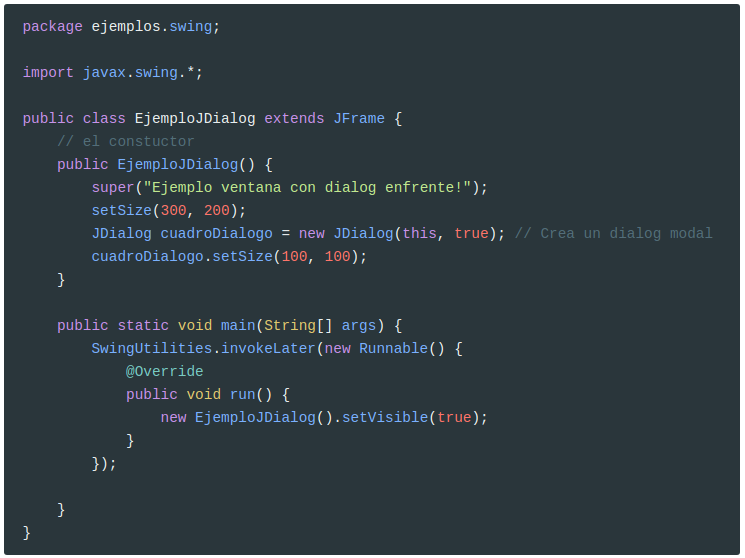 package ejemplos.swing;
import javax.swing.*;
public class EjemploJDialog extends JFrame {
// el constuctor
public EjemploJDialog() {
super("Ejemplo ventana con dialog enfrente!");
setSize(300, 200);
JDialog cuadroDialogo = new JDialog(this, true); // Crea un dialog modal
cuadroDialogo.setSize(100, 100);
}
public static void main(String[] args) {
SwingUtilities.invokeLater(new Runnable() {
@Override
public void run() {
new EjemploJDialog().setVisible(true);
}
});
}
}